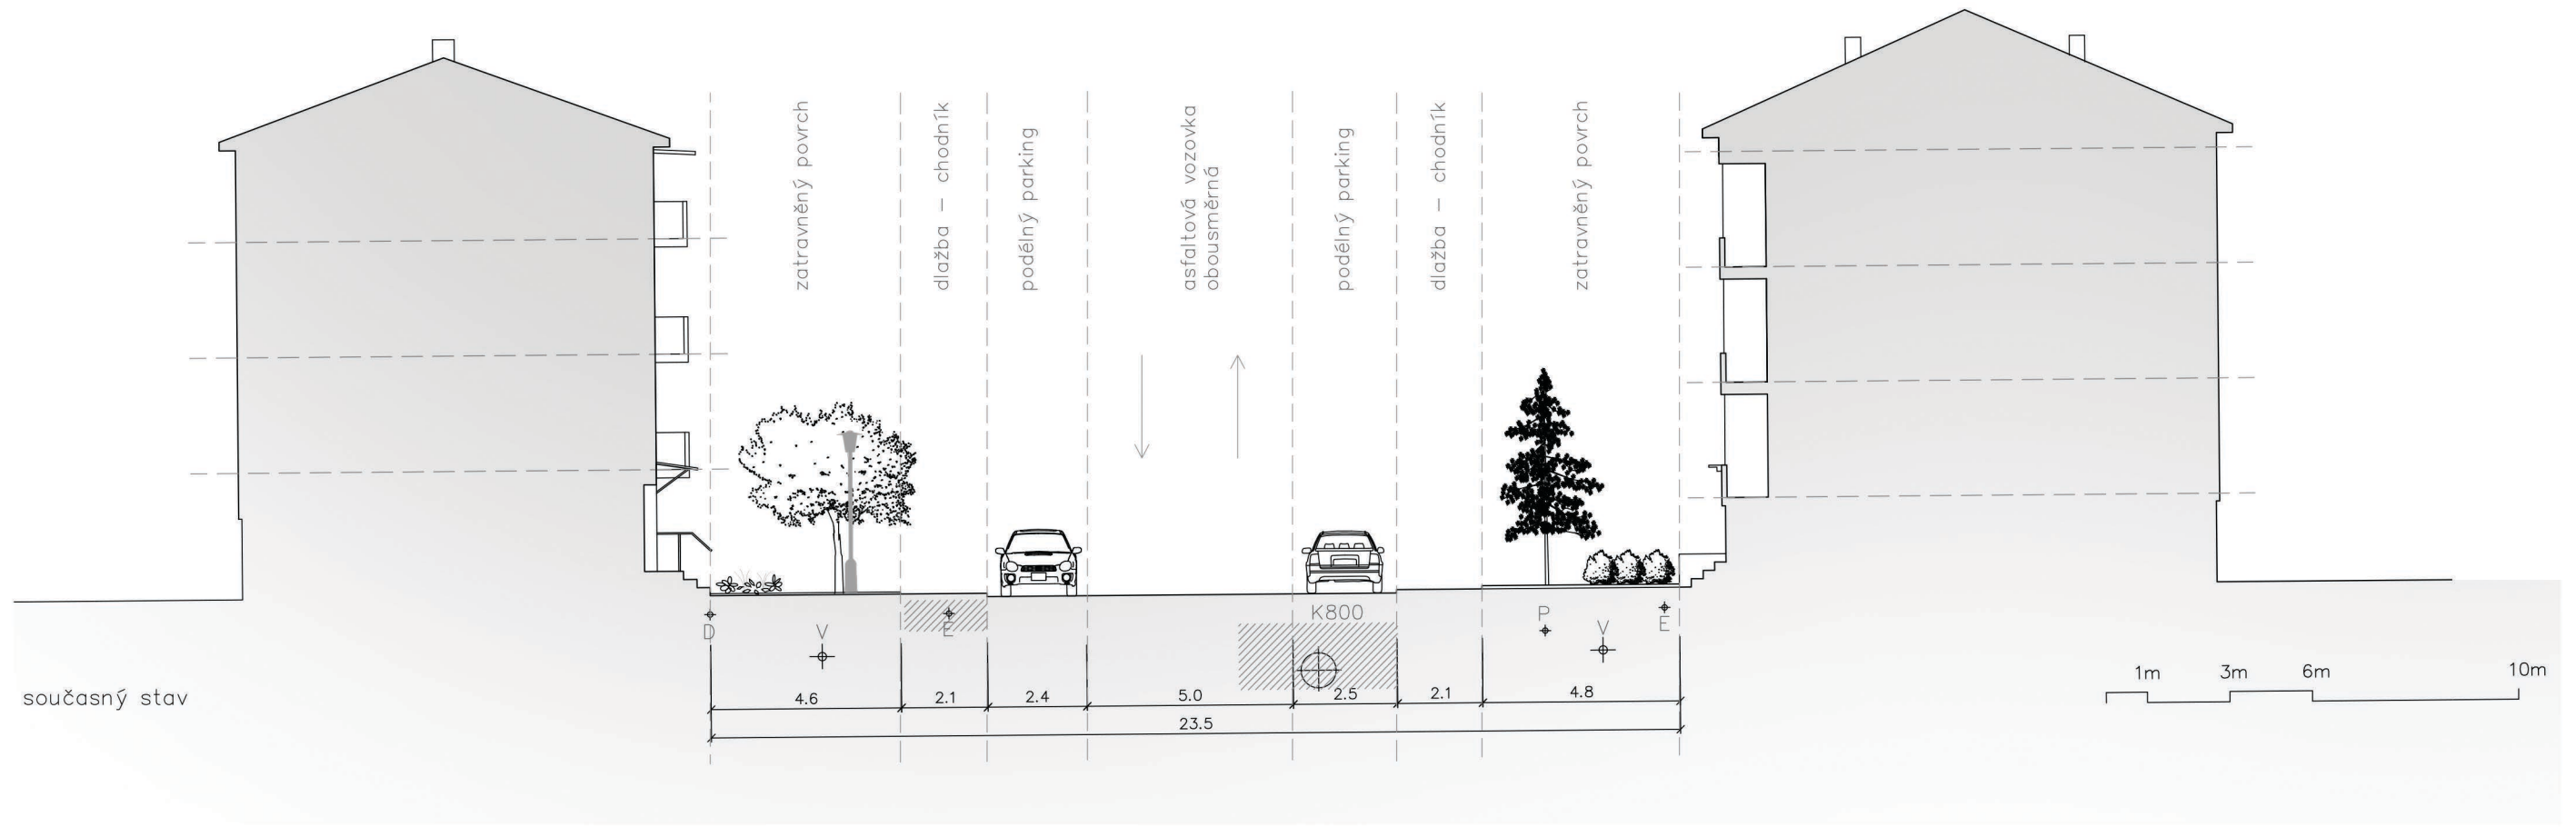 zatravněný povrch
dlažba – chodník
podélný parking
asfaltová vozovka
obousměrná
podélný parking
dlažba – chodník
zatravněný povrch
D
V
E
K800
P
V
E
4.6
2.1
2.4
5.0
2.5
2.1
4.8
23.5
současný stav
1m
3m
6m
10m